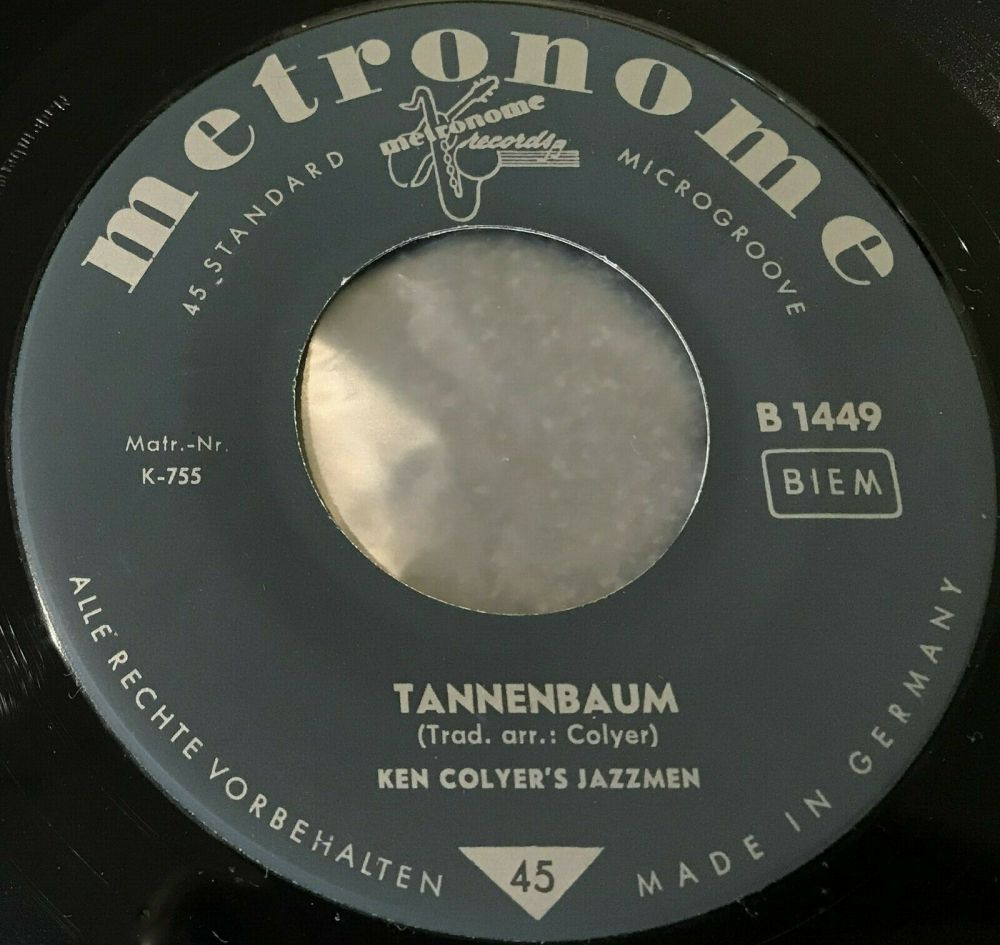 metronome
metronome
records
45 STANDARD
MICROGROOVE
B 1449
BIEM
Matr.-Nr.
K-755
TANNENBAUM
(Trad. arr.: Colyer)
KEN COLYER'S JAZZMEN
ALLE RECHTE VORBEHALTEN
45
MADE IN GERMANY